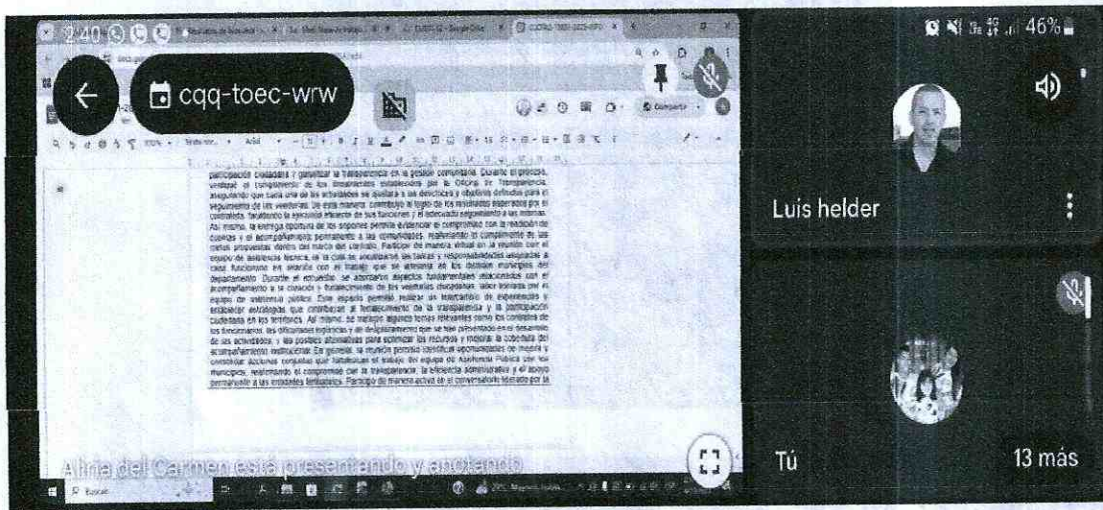 2:40
46%
cqq-toec-wrw
Compartir
participación ciudadana y garantizar la transparencia en la gestión comunitaria. Durante el proceso,
verifiqué el cumplimiento de los lineamientos establecidos por la Oficina de Transparencia,
asegurando que cada una de las actividades se ajustara a las directrices y objetivos definidos para el
seguimiento de las veedurías. De esta manera, contribuyo al logro de los resultados esperados por el
contratista, facilitando la ejecución eficiente de sus funciones y el adecuado seguimiento a las mismas.
Así mismo, la entrega oportuna de los soportes permite evidenciar el compromiso con la rendición de
cuentas y el acompañamiento permanente a las comunidades, reafirmando el cumplimiento de las
metas propuestas dentro del marco del contrato. Participé de manera virtual en la reunión con el
equipo de asistencia técnica, en la cual se socializaron las tareas y responsabilidades asignadas a
cada funcionario en relación con el trabajo que se adelanta en los distintos municipios del
departamento. Durante el encuentro, se abordaron aspectos fundamentales relacionados con el
acompañamiento a la creación y fortalecimiento de las veedurías ciudadanas, labor liderada por el
equipo de asistencia pública. Este espacio permitió realizar un intercambio de experiencias y
establecer estrategias que contribuyan al fortalecimiento de la transparencia y la participación
ciudadana en los territorios. Así mismo, se trataron algunos temas relevantes como los contratos de
los funcionarios, las dificultades logísticas y de desplazamiento que se han presentado en el desarrollo
de las actividades, y las posibles alternativas para optimizar los recursos y mejorar la cobertura del
acompañamiento institucional. En general, la reunión permitió identificar oportunidades de mejora y
consolidar acciones conjuntas que fortalezcan el trabajo del equipo de Asistencia Pública con los
municipios, reafirmando el compromiso con la transparencia, la eficiencia administrativa y el apoyo
permanente a las entidades territoriales. Participo de manera activa en el conversatorio liderado por la
Aliria del Carmen está presentando y anotando
Buscar
Luis helder
Tú
13 más